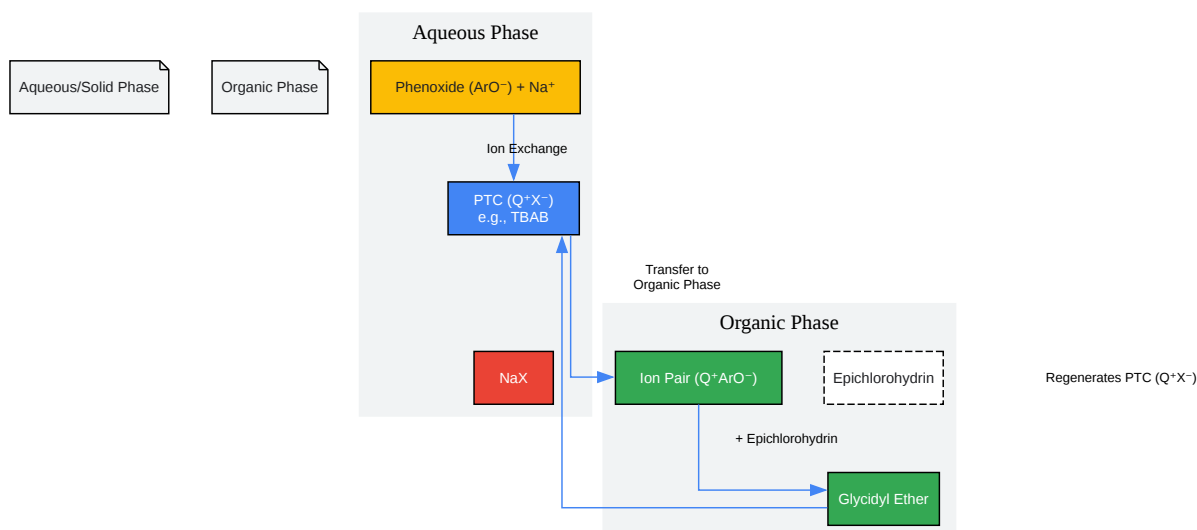 Aqueous Phase
Aqueous/Solid Phase
Organic Phase
Phenoxide (ArO⁻) + Na⁺
Ion Exchange
PTC (Q⁺X⁻)
e.g., TBAB
Transfer to
Organic Phase
Organic Phase
NaX
Ion Pair (Q⁺ArO⁻)
Epichlorohydrin
Regenerates PTC (Q⁺X⁻)
+ Epichlorohydrin
Glycidyl Ether